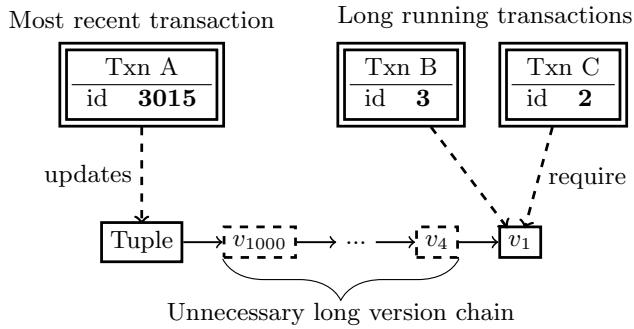 Most recent transaction
Long running transactions
Txn A
id 3015
Txn B
id 3
Txn C
id 2
updates
require
Tuple
v1000
...
v4
v1
Unnecessary long version chain